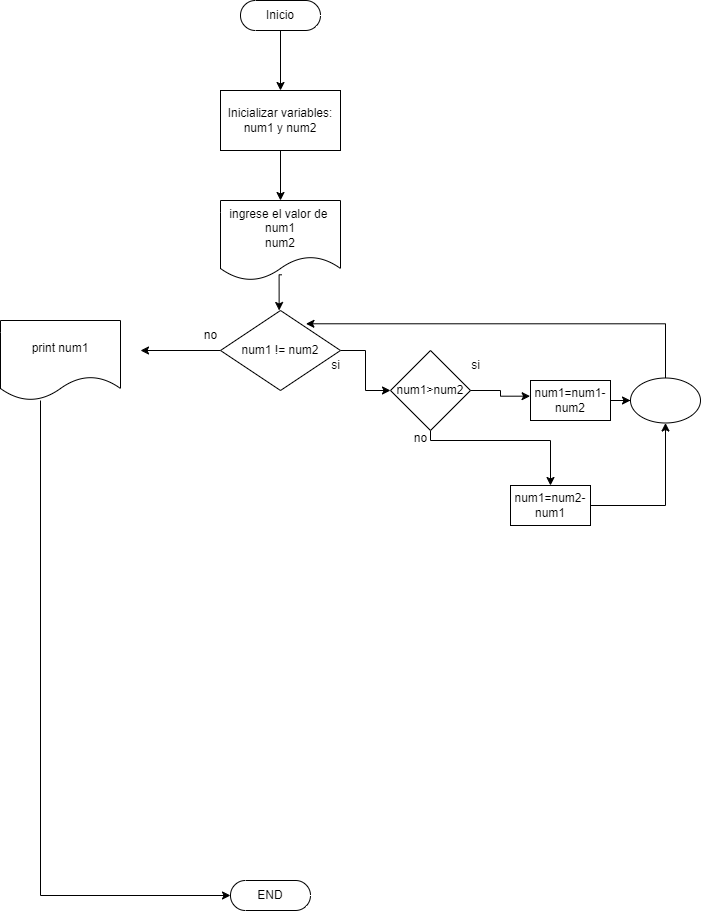 Inicio
Inicializar variables:
num1 y num2
ingrese el valor de
num1
num2
no
print num1
num1 != num2
si
num1>num2
si
num1=num1-
num2
no
num1=num2-
num1
END